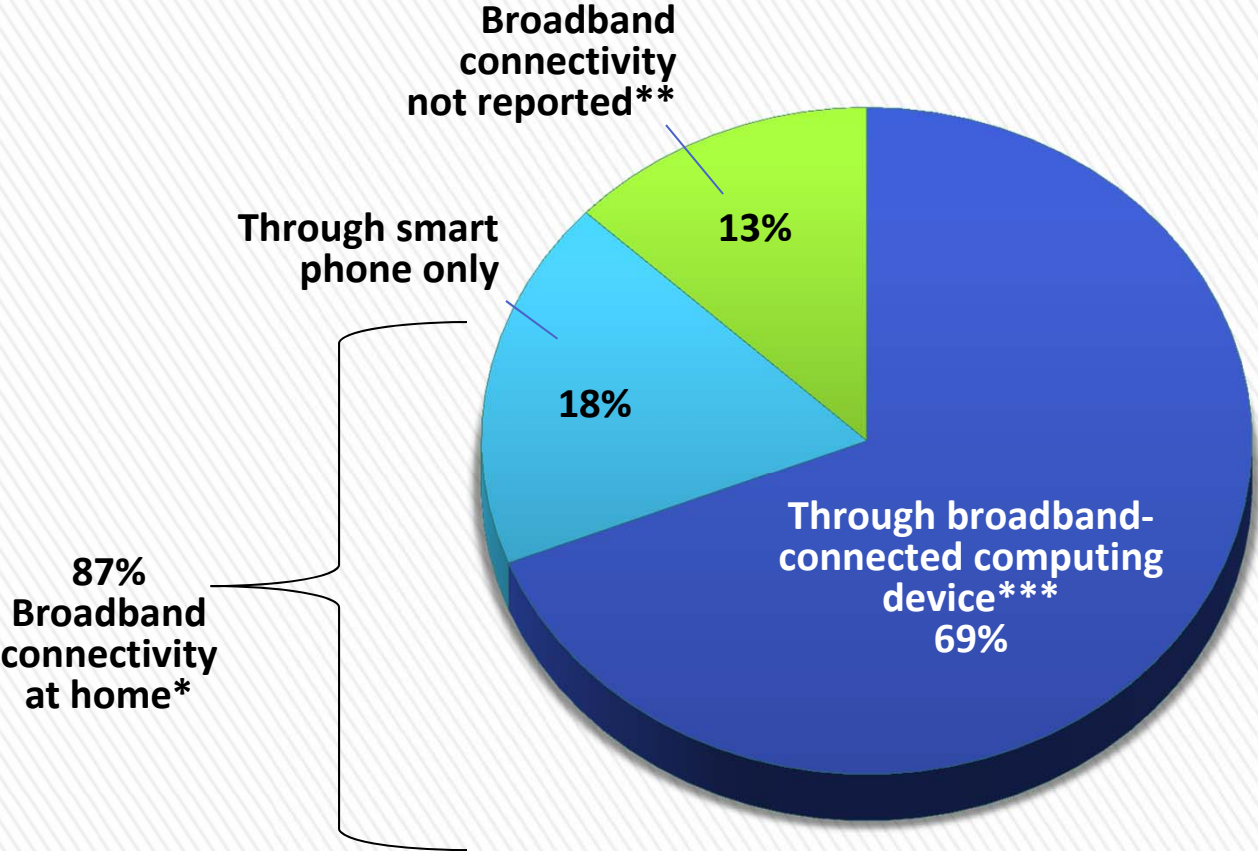 Broadband
connectivity
not reported**
13%
Through smart
phone only
18%
87%
Broadband
connectivity
at home*
Through broadband-
connected computing
device***
69%